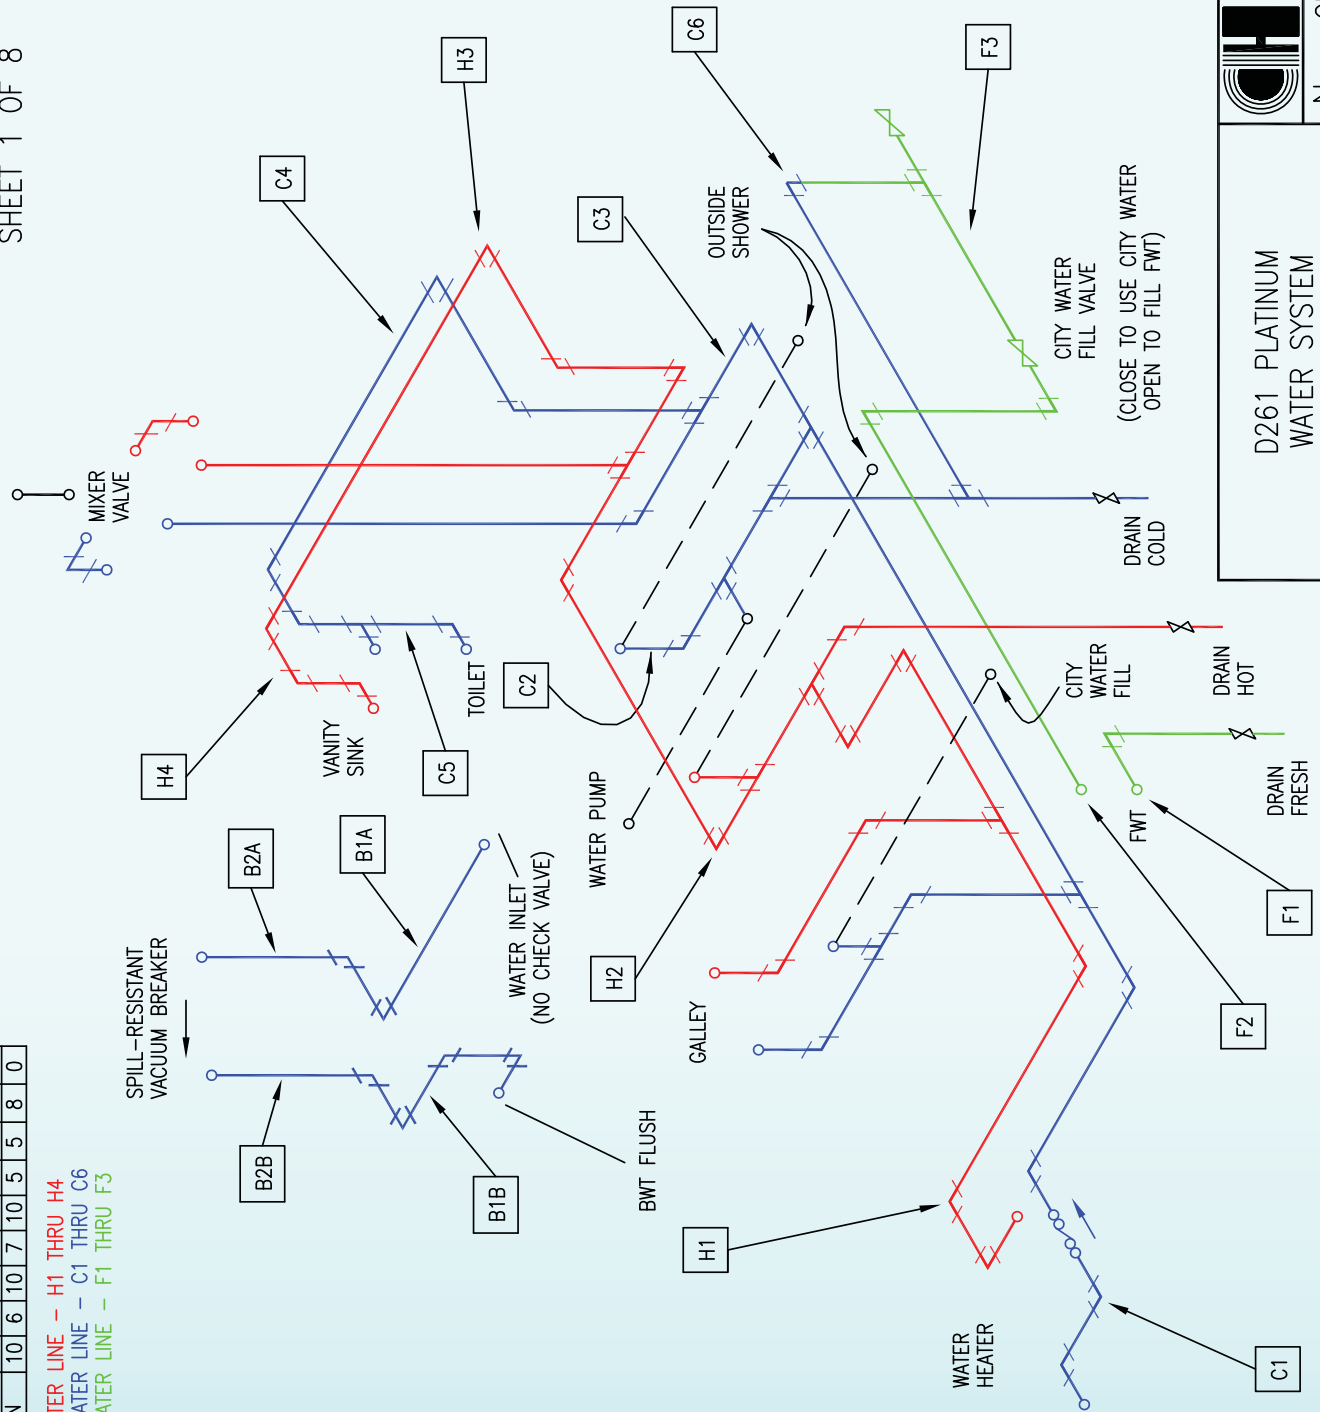 SHEET 1 OF 8
N 10 6 10 7 10 5 5 8 0
TER LINE - H1 THRU H4
ATER LINE - C1 THRU C6
ATER LINE - F1 THRU F3
SPILL-RESISTANT
VACUUM BREAKER
B2A
B1A
B2B
B1B
WATER INLET
(NO CHECK VALVE)
BWT FLUSH
MIXER
VALVE
H4
VANITY
SINK
C5
TOILET
C4
H3
C3
C2
OUTSIDE
SHOWER
C6
F3
WATER PUMP
H2
GALLEY
H1
WATER
HEATER
C1
CITY WATER
FILL VALVE
(CLOSE TO USE CITY WATER
OPEN TO FILL FWT)
DRAIN
COLD
CITY
WATER
FILL
DRAIN
HOT
FWT
DRAIN
FRESH
F1
F2
D261 PLATINUM
WATER SYSTEM